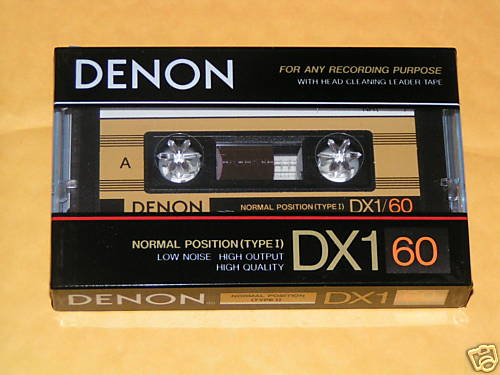 DENON
FOR ANY RECORDING PURPOSE
WITH HEAD CLEANING LEADER TAPE
A
DENON NORMAL POSITION (TYPE I) DX1/60
NORMAL POSITION (TYPE I)
LOW NOISE HIGH OUTPUT
HIGH QUALITY
DX1 60
DENON NORMAL POSITION (TYPE I) DX1